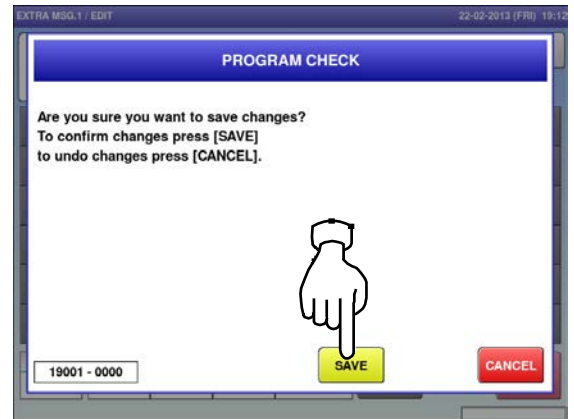 EXTRA MSG.1 / EDIT 22-02-2013 (FRI) 19:12
PROGRAM CHECK
Are you sure you want to save changes?
To confirm changes press [SAVE]
to undo changes press [CANCEL].
19001 - 0000
SAVE
CANCEL